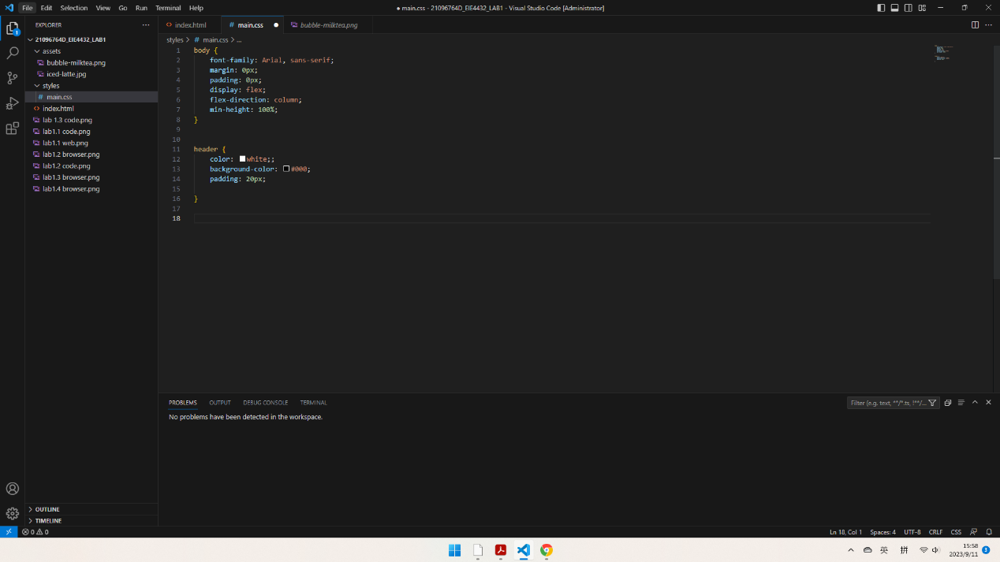 File Edit Selection View Go Run Terminal Help
● main.css - 21096764D_EIE4432_LAB1 - Visual Studio Code [Administrator]
EXPLORER
21096764D_EIE4432_LAB1
assets
bubble-milktea.png
iced-latte.jpg
styles
# main.css
index.html
lab 1.3 code.png
lab1.1 code.png
lab1.1 web.png
lab1.2 browser.png
lab1.2 code.png
lab1.3 browser.png
lab1.4 browser.png
OUTLINE
TIMELINE
index.html # main.css ● bubble-milktea.png
styles > # main.css > ...
1 body {
2 font-family: Arial, sans-serif;
3 margin: 0px;
4 padding: 0px;
5 display: flex;
6 flex-direction: column;
7 min-height: 100%;
8 }
9
10
11 header {
12 color: white;;
13 background-color: #000;
14 padding: 20px;
15
16 }
17
18
PROBLEMS OUTPUT DEBUG CONSOLE TERMINAL
Filter (e.g. text, **/*.ts, !**/...
No problems have been detected in the workspace.
0 0
Ln 18, Col 1 Spaces: 4 UTF-8 CRLF CSS
1
英 拼
15:58
2023/9/11
3